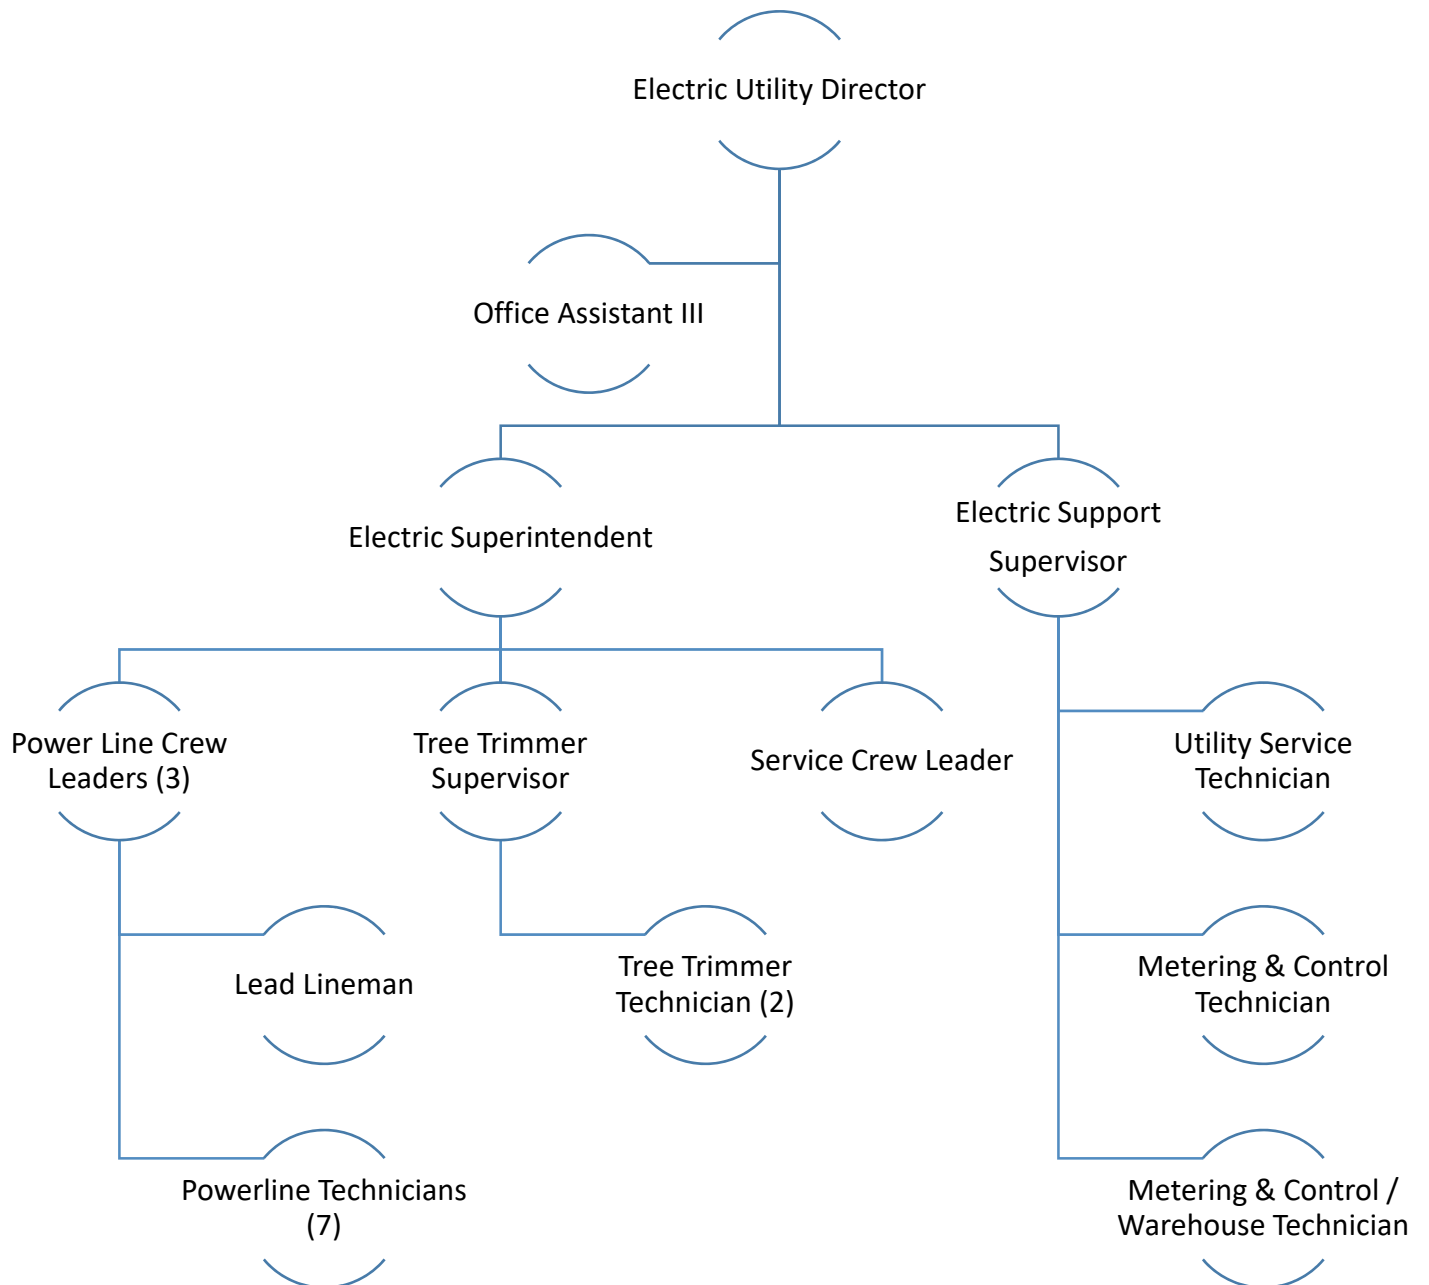 Electric Utility Director
Office Assistant III
Electric Superintendent
Electric Support
Supervisor
Power Line Crew
Leaders (3)
Tree Trimmer
Supervisor
Service Crew Leader
Utility Service
Technician
Lead Lineman
Tree Trimmer
Technician (2)
Metering & Control
Technician
Powerline Technicians
(7)
Metering & Control /
Warehouse Technician